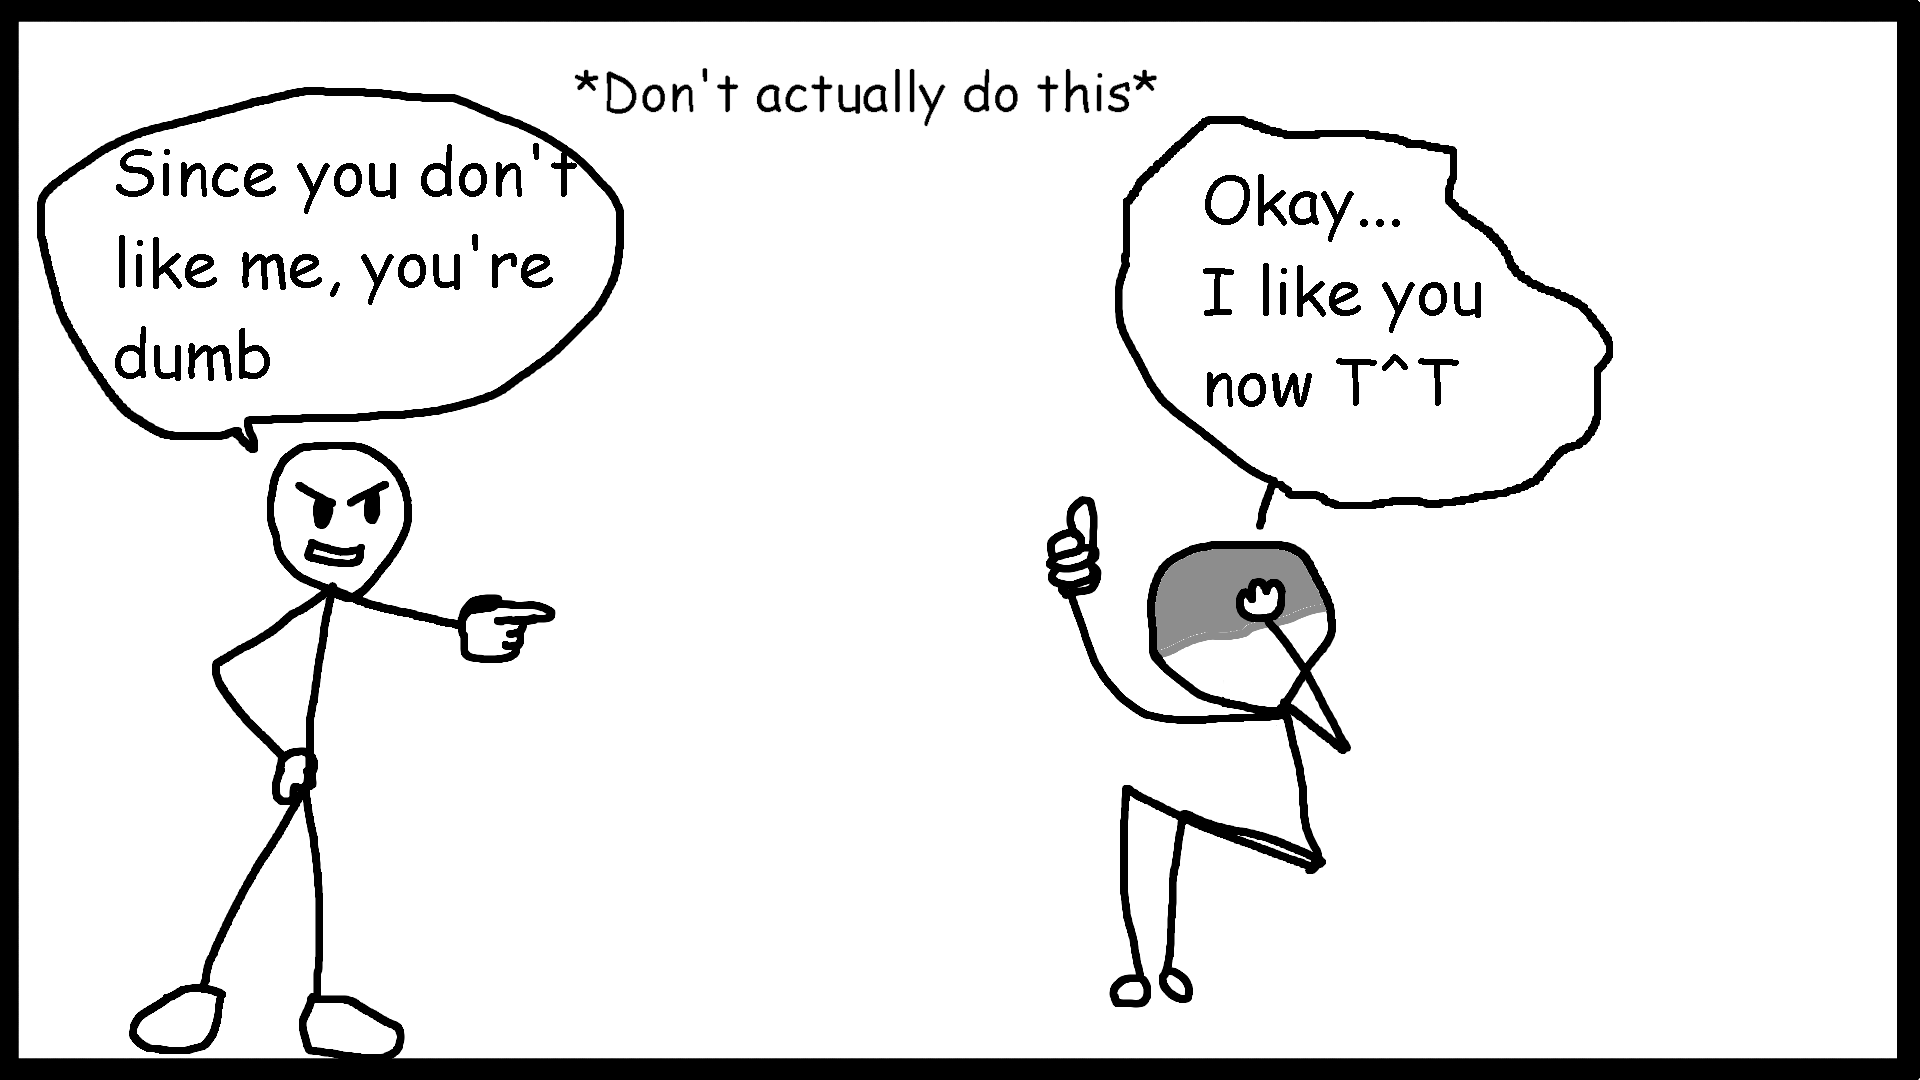 *Don't actually do this*
Since you don't
like me, you're
dumb
Okay...
I like you
now T^T